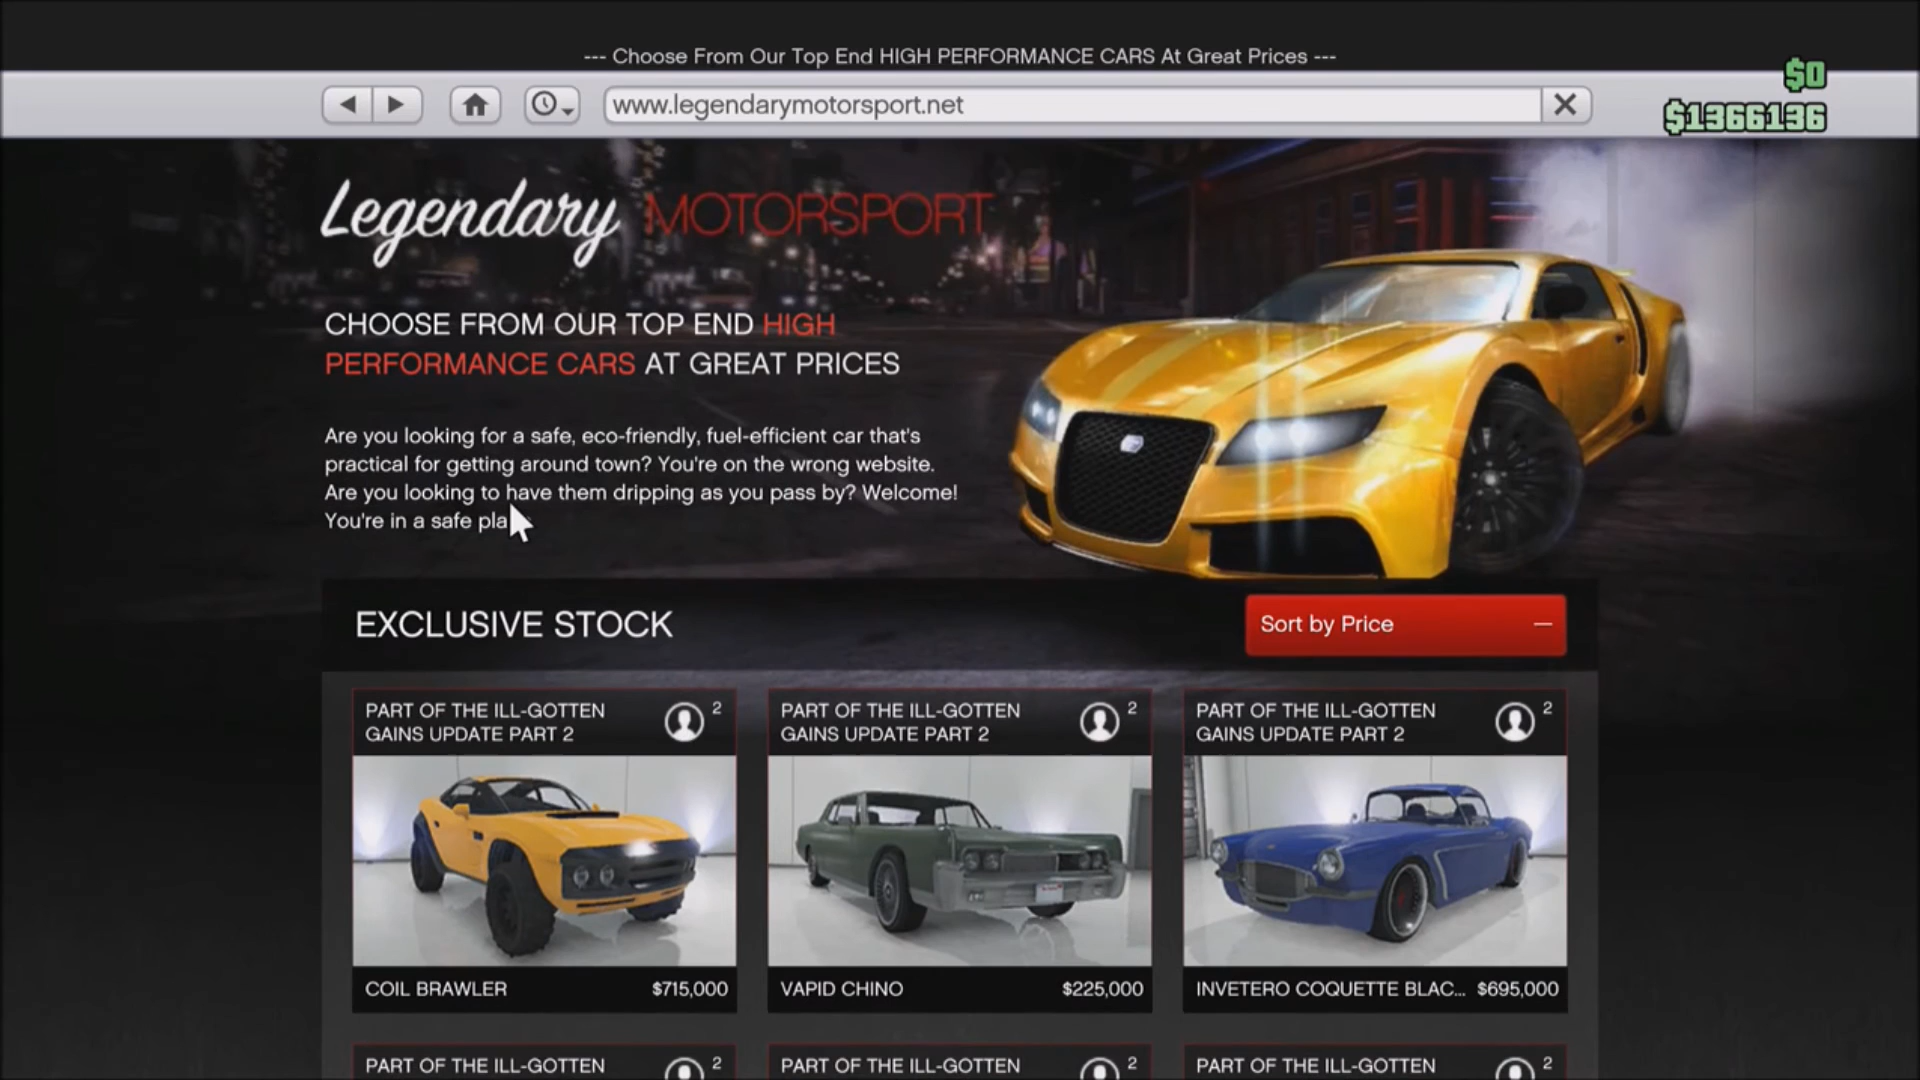 --- Choose From Our Top End HIGH PERFORMANCE CARS At Great Prices ---
$0
www.legendarymotorsport.net
$1366136
Legendary MOTORSPORT
CHOOSE FROM OUR TOP END HIGH
PERFORMANCE CARS AT GREAT PRICES
Are you looking for a safe, eco-friendly, fuel-efficient car that's
practical for getting around town? You're on the wrong website.
Are you looking to have them dripping as you pass by? Welcome!
You're in a safe pla
EXCLUSIVE STOCK
Sort by Price
PART OF THE ILL-GOTTEN
GAINS UPDATE PART 2
2
PART OF THE ILL-GOTTEN
GAINS UPDATE PART 2
2
PART OF THE ILL-GOTTEN
GAINS UPDATE PART 2
2
COIL BRAWLER $715,000
VAPID CHINO $225,000
INVETERO COQUETTE BLAC... $695,000
PART OF THE ILL-GOTTEN
2
PART OF THE ILL-GOTTEN
2
PART OF THE ILL-GOTTEN
2